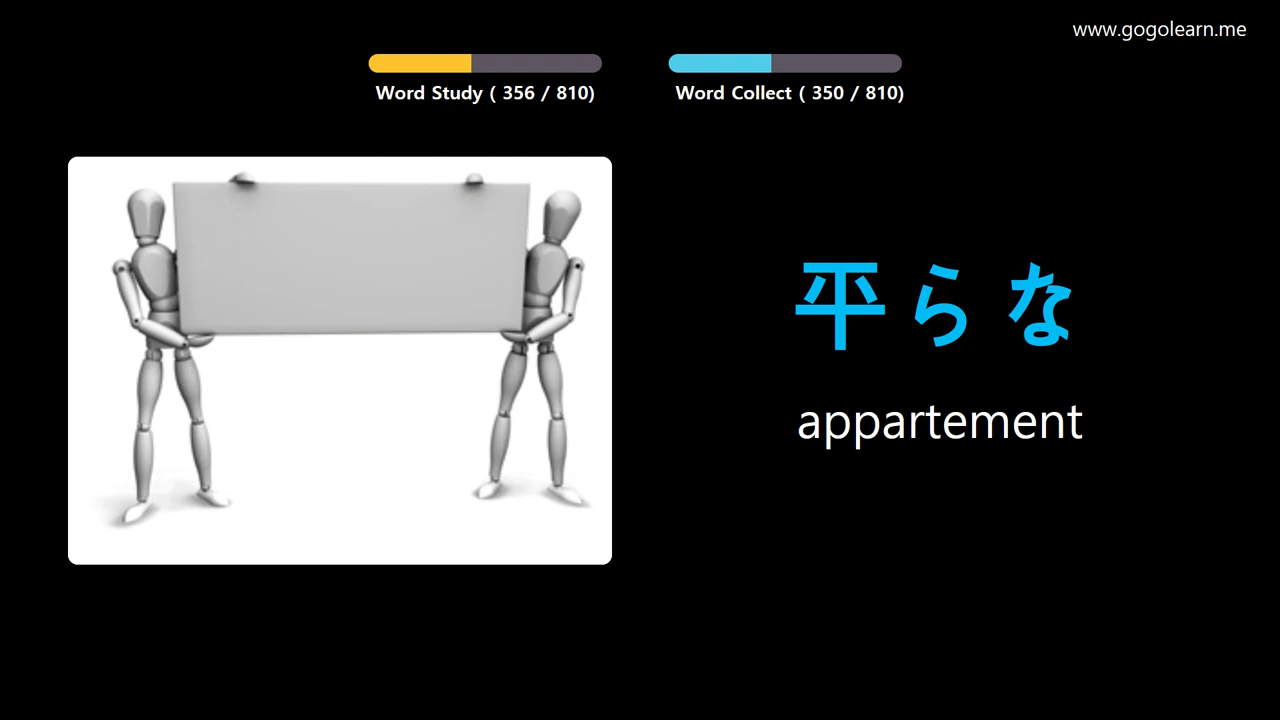 www.gogolearn.me
Word Study ( 356 / 810)
Word Collect ( 350 / 810)
平らな
appartement